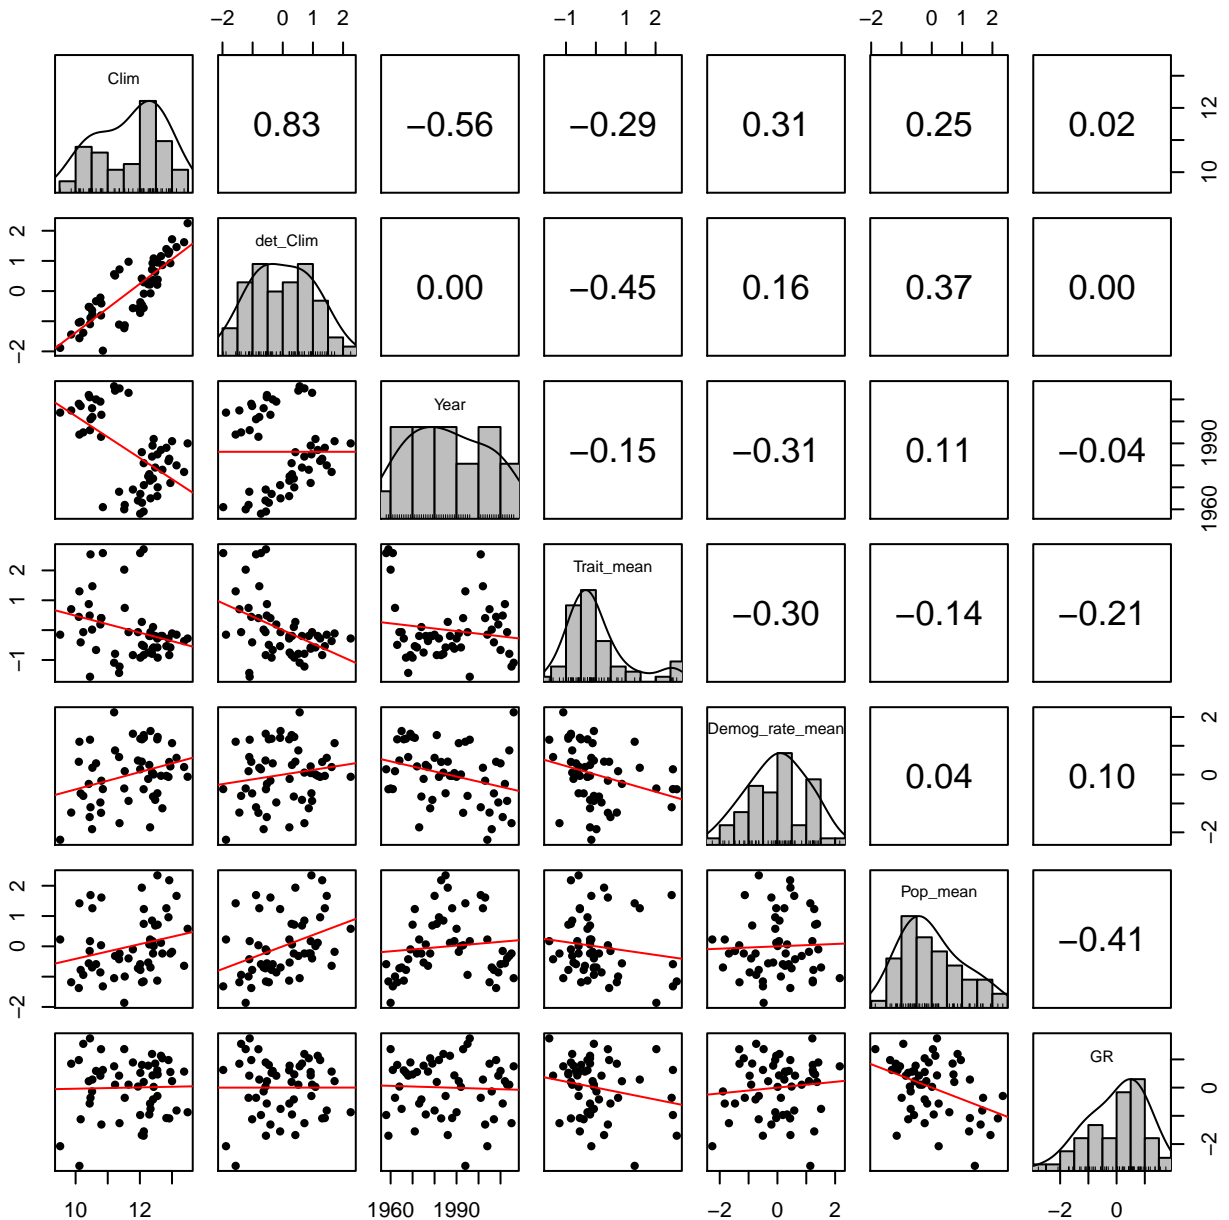 −2 0 1 2 −1 1 2 −2 0 1 2
Clim 0.83 −0.56 −0.29 0.31 0.25 0.02 10 12
−2 0 1 2 det_Clim 0.00 −0.45 0.16 0.37 0.00
Year −0.15 −0.31 0.11 −0.04 1960 1990
−1 1 2 Trait_mean −0.30 −0.14 −0.21
Demog_rate_mean 0.04 0.10 −2 0 2
−2 0 1 2 Pop_mean −0.41
GR −2 0
10 12 1960 1990 −2 0 2 −2 0